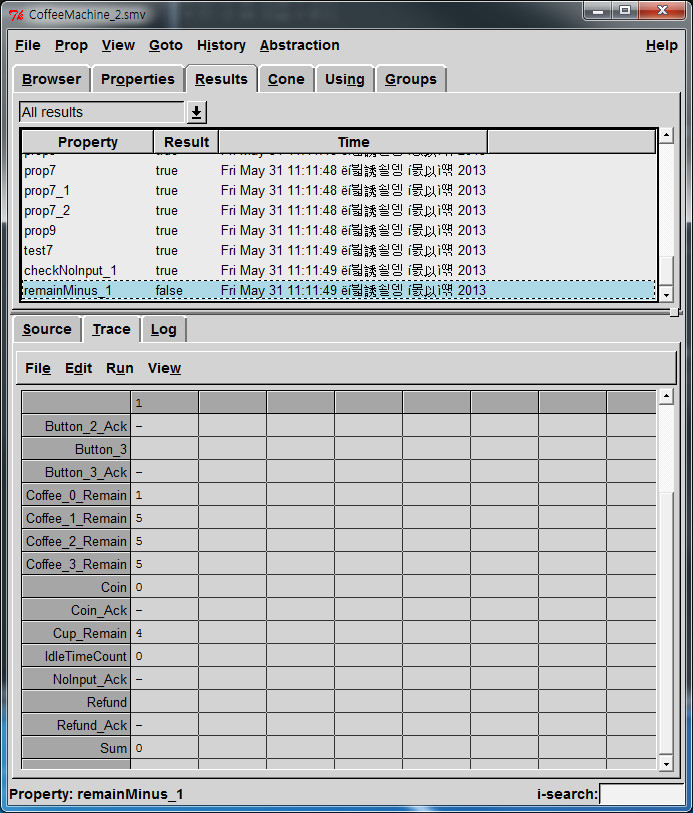 CoffeeMachine_2.smv
File Prop View Goto History Abstraction Help
Browser Properties Results Cone Using Groups
All results
Property Result Time
prop7 true Fri May 31 11:11:48 2013
prop7_1 true Fri May 31 11:11:48 2013
prop7_2 true Fri May 31 11:11:48 2013
prop9 true Fri May 31 11:11:48 2013
test7 true Fri May 31 11:11:49 2013
checkNoInput_1 true Fri May 31 11:11:49 2013
remainMinus_1 false Fri May 31 11:11:49 2013
Source Trace Log
File Edit Run View
1
Button_2_Ack –
Button_3
Button_3_Ack –
Coffee_0_Remain 1
Coffee_1_Remain 5
Coffee_2_Remain 5
Coffee_3_Remain 5
Coin 0
Coin_Ack –
Cup_Remain 4
IdleTimeCount 0
NoInput_Ack –
Refund
Refund_Ack –
Sum 0
Property: remainMinus_1 i-search: